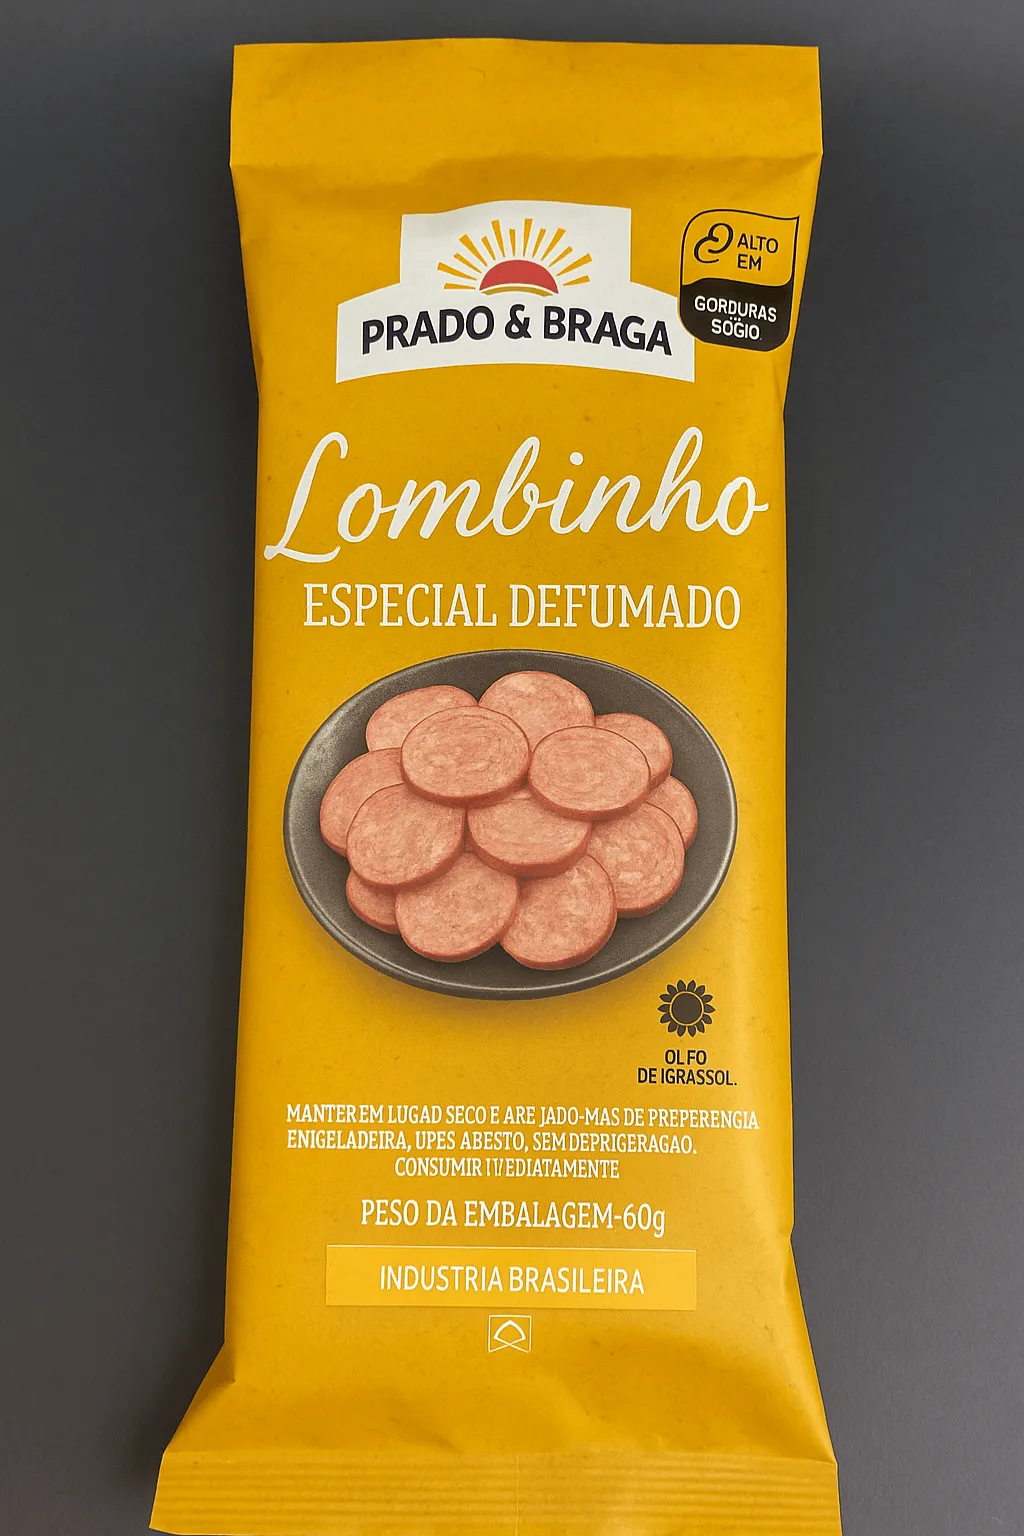 PRADO & BRAGA
ALTO
EM
GORDURAS
SÓGIO
Lombinho
ESPECIAL DEFUMADO
OLFO
DE IGRASSOL.
MANTER EM LUGAD SECO E ARE JADO-MAS DE PREPERENGIA
ENIGELADEIRA, UPES ABESTO, SEM DEPRIGERAGAO.
CONSUMIR
PESO DA EMBALAGEM-60g
INDUSTRIA BRASILEIRA